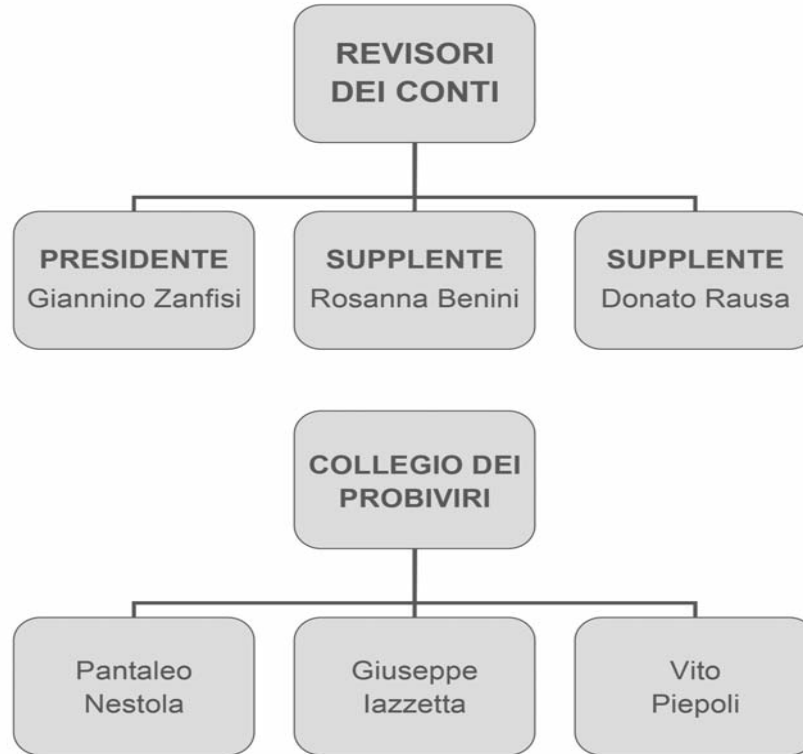 REVISORI
DEI CONTI
PRESIDENTE
Giannino Zanfisi
SUPPLENTE
Rosanna Benini
SUPPLENTE
Donato Rausa
COLLEGIO DEI
PROBIVIRI
Pantaleo
Nestola
Giuseppe
Iazzetta
Vito
Piepoli